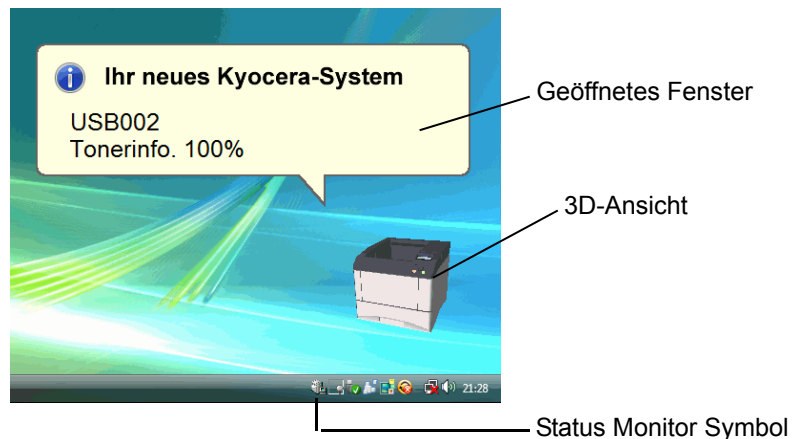 Ihr neues Kyocera-System
USB002
Tonerinfo. 100%
Geöffnetes Fenster
3D-Ansicht
21:28
Status Monitor Symbol